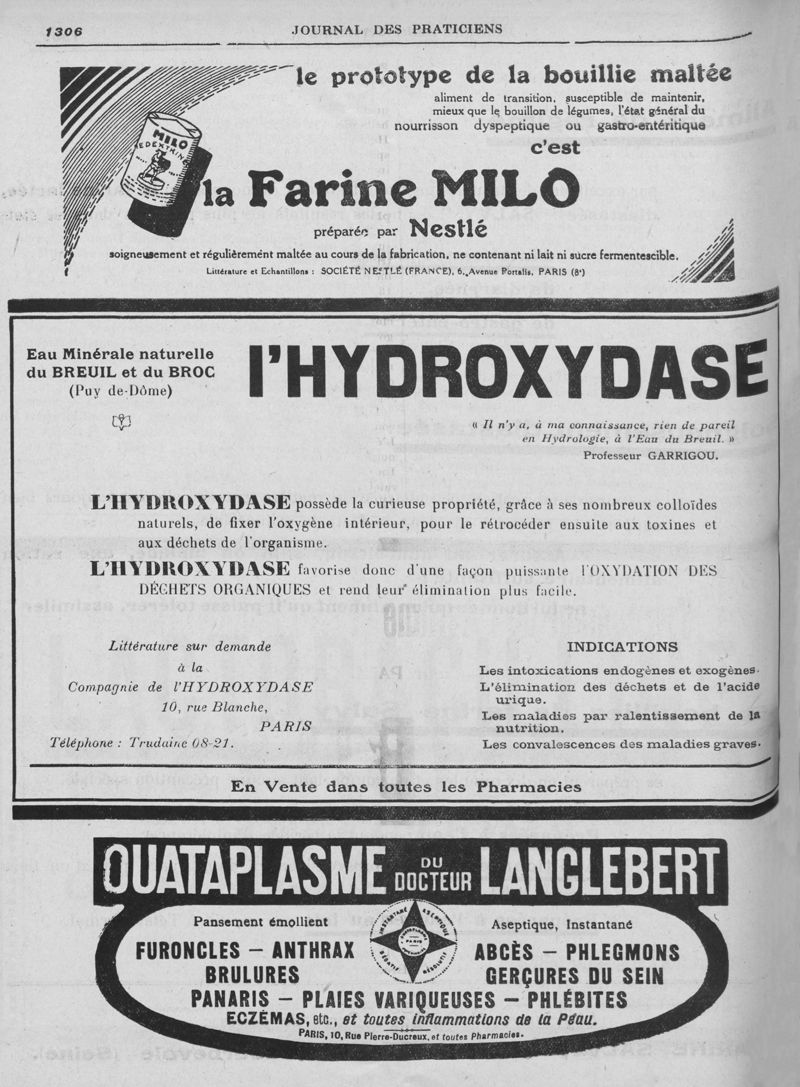 1306
JOURNAL DES PRATICIENS
le prototype de la bouillie maltée
aliment de transition, susceptible de maintenir,
mieux que le bouillon de légumes, l'état général du
nourrisson dyspeptique ou gastro-entéritique
c'est
MILO
la Farine MILO
préparée par Nestlé
soigneusement et régulièrement maltée au cours de la fabrication, ne contenant ni lait ni sucre fermentescible.
Littérature et Echantillons : SOCIÉTÉ NESTLÉ (FRANCE), 6, Avenue Portalis, PARIS (8e)
Eau Minérale naturelle
du BREUIL et du BROC
(Puy de-Dôme)
l'HYDROXYDASE
« Il n'y a, à ma connaissance, rien de pareil
en Hydrologie, à l'Eau du Breuil. »
Professeur GARRIGOU.
L'HYDROXYDASE possède la curieuse propriété, grâce à ses nombreux colloïdes
naturels, de fixer l'oxygène intérieur, pour le rétrocéder ensuite aux toxines et
aux déchets de l'organisme.
L'HYDROXYDASE favorise donc d'une façon puissante l'OXYDATION DES
DÉCHETS ORGANIQUES et rend leur élimination plus facile.
Littérature sur demande
à la
Compagnie de l'HYDROXYDASE
10, rue Blanche,
PARIS
Téléphone : Trudaine 08-21.
INDICATIONS
Les intoxications endogènes et exogènes.
L'élimination des déchets et de l'acide
urique.
Les maladies par ralentissement de la
nutrition.
Les convalescences des maladies graves.
En Vente dans toutes les Pharmacies
OUATAPLASME DU DOCTEUR LANGLEBERT
Pansement émollient
Aseptique, Instantané
FURONCLES – ANTHRAX
ABCÈS – PHLEGMONS
BRULURES
GERÇURES DU SEIN
PANARIS – PLAIES VARIQUEUSES – PHLÉBITES
ECZÉMAS, etc., et toutes inflammations de la Peau.
PARIS, 10, Rue Pierre-Ducreux, et toutes Pharmacies.